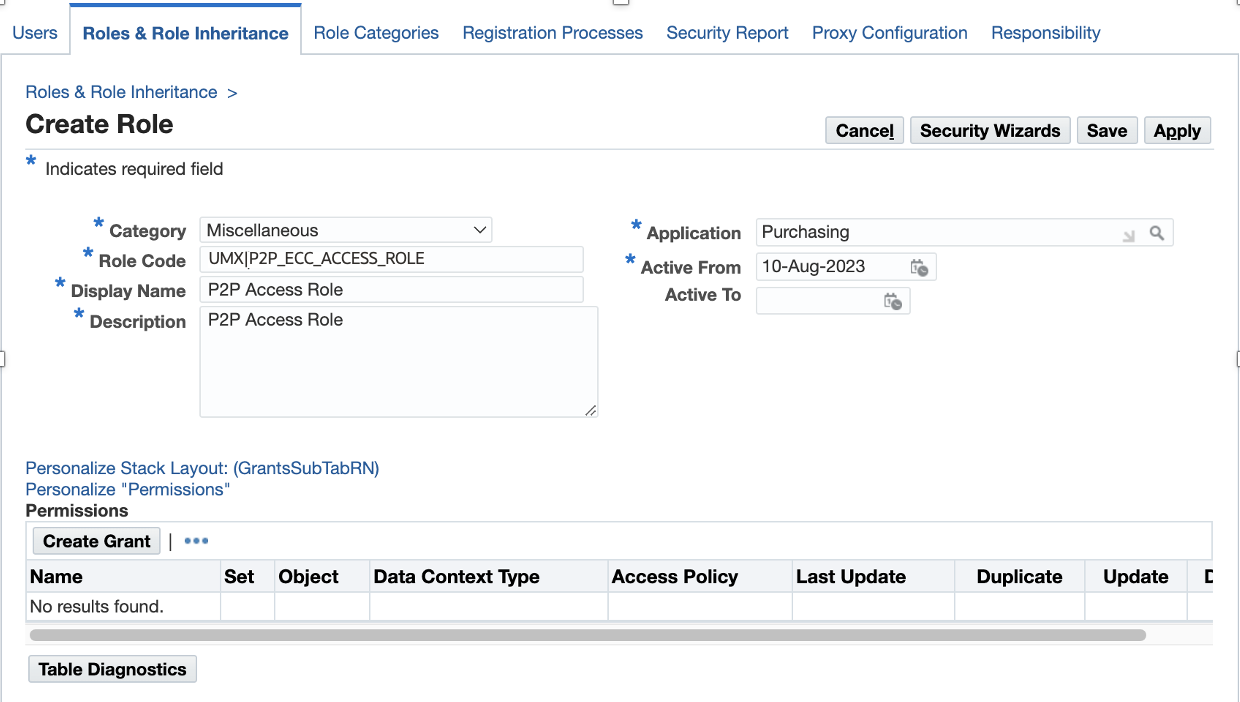 Users Roles & Role Inheritance Role Categories Registration Processes Security Report Proxy Configuration Responsibility
Roles & Role Inheritance >
Create Role
Cancel Security Wizards Save Apply
* Indicates required field
* Category Miscellaneous
* Role Code UMX|P2P_ECC_ACCESS_ROLE
* Display Name P2P Access Role
* Description P2P Access Role
* Application Purchasing
* Active From 10-Aug-2023
Active To
Personalize Stack Layout: (GrantsSubTabRN)
Personalize "Permissions"
Permissions
Create Grant | •••
Name Set Object Data Context Type Access Policy Last Update Duplicate Update D
No results found.
Table Diagnostics